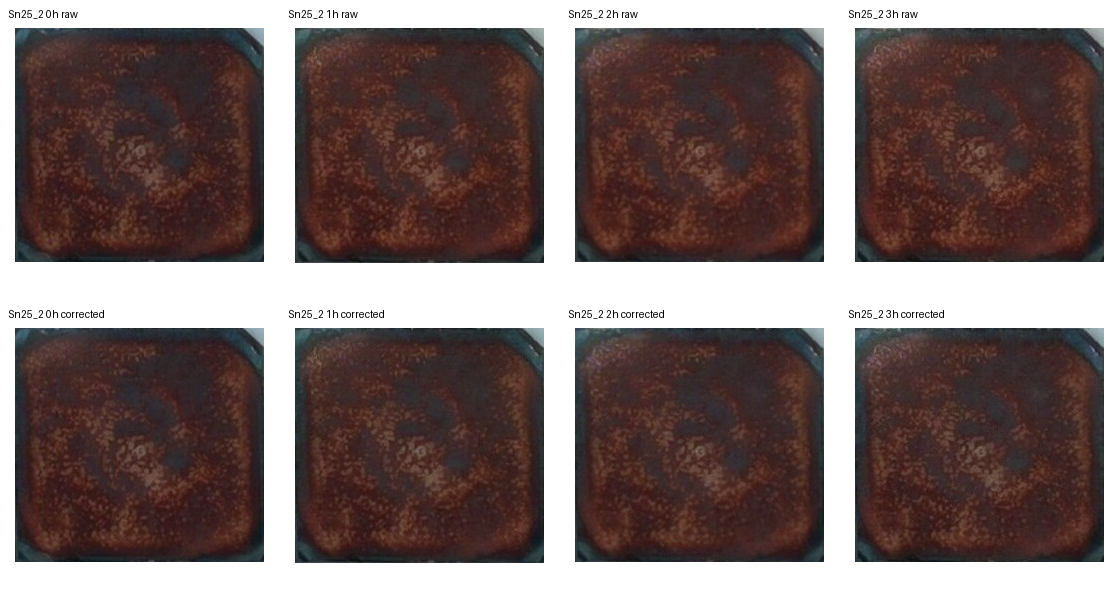 Sn25_2 0h raw
Sn25_2 1h raw
Sn25_2 2h raw
Sn25_2 3h raw
Sn25_2 0h corrected
Sn25_2 1h corrected
Sn25_2 2h corrected
Sn25_2 3h corrected